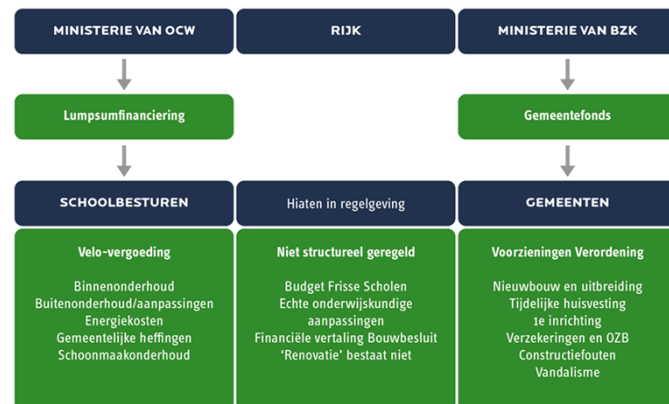 MINISTERIE VAN OCW
RIJK
MINISTERIE VAN BZK
Lumpsumfinanciering
Gemeentefonds
SCHOOLBESTUREN
Hiaten in regelgeving
GEMEENTEN
Velo-vergoeding
Binnenonderhoud
Buitenonderhoud/aanpassingen
Energiekosten
Gemeentelijke heffingen
Schoonmaakonderhoud
Niet structureel geregeld
Budget Frisse Scholen
Echte onderwijskundige
aanpassingen
Financiële vertaling Bouwbesluit
‘Renovatie’ bestaat niet
Voorzieningen Verordening
Nieuwbouw en uitbreiding
Tijdelijke huisvesting
1e inrichting
Verzekeringen en OZB
Constructiefouten
Vandalisme